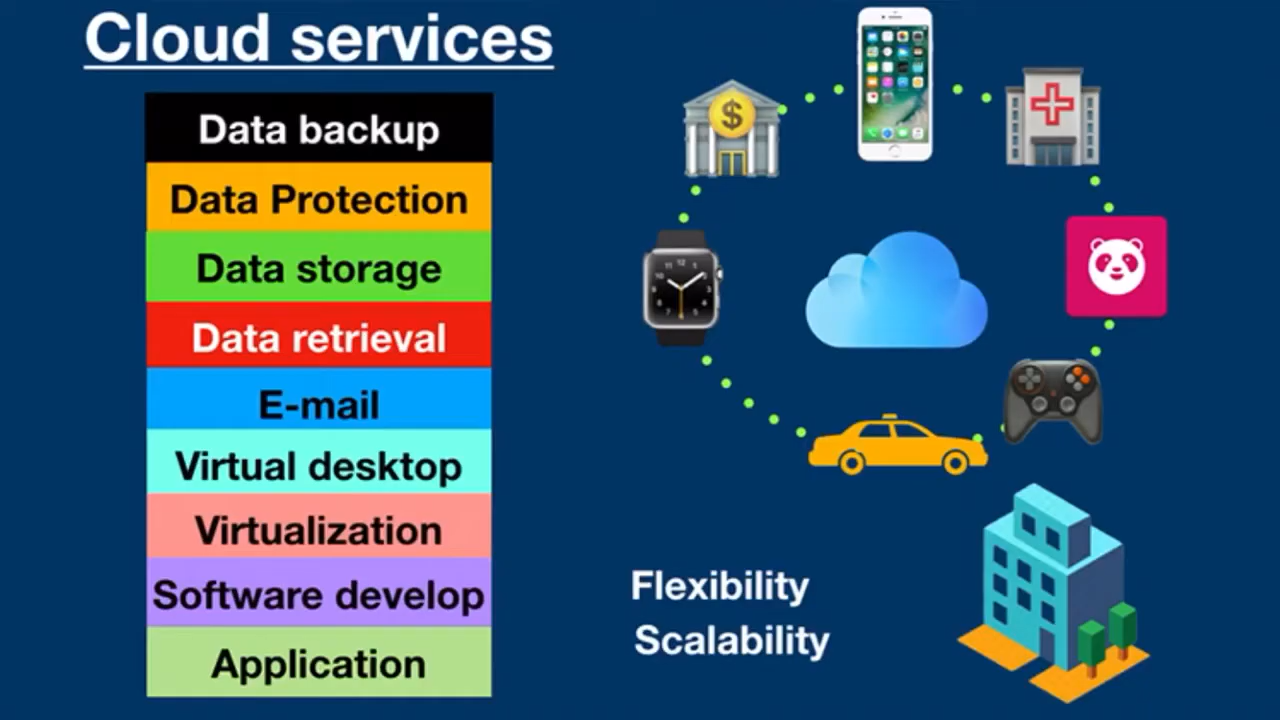 Cloud services
Data backup
Data Protection
Data storage
Data retrieval
E-mail
Virtual desktop
Virtualization
Software develop
Application
$
Flexibility
Scalability